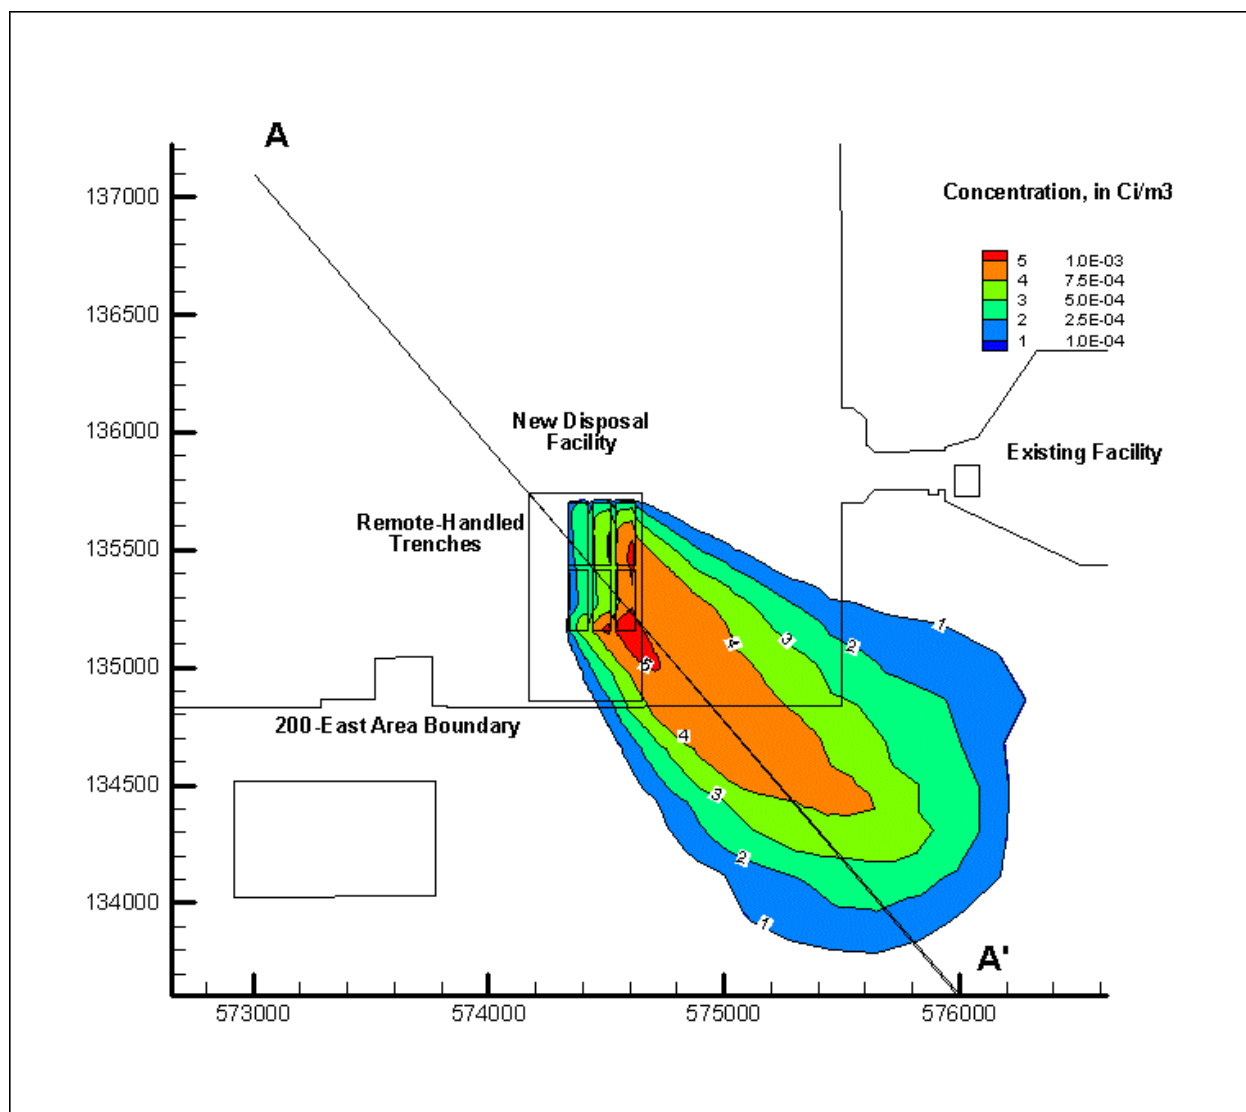 A
137000
136500
136000
135500
135000
134500
134000
Concentration, in Ci/m3
5 1.0E-03
4 7.5E-04
3 5.0E-04
2 2.5E-04
1 1.0E-04
New Disposal
Facility
Existing Facility
Remote-Handled
Trenches
1
2
3
4
5
200-East Area Boundary
4
3
2
1
A'
573000
574000
575000
576000